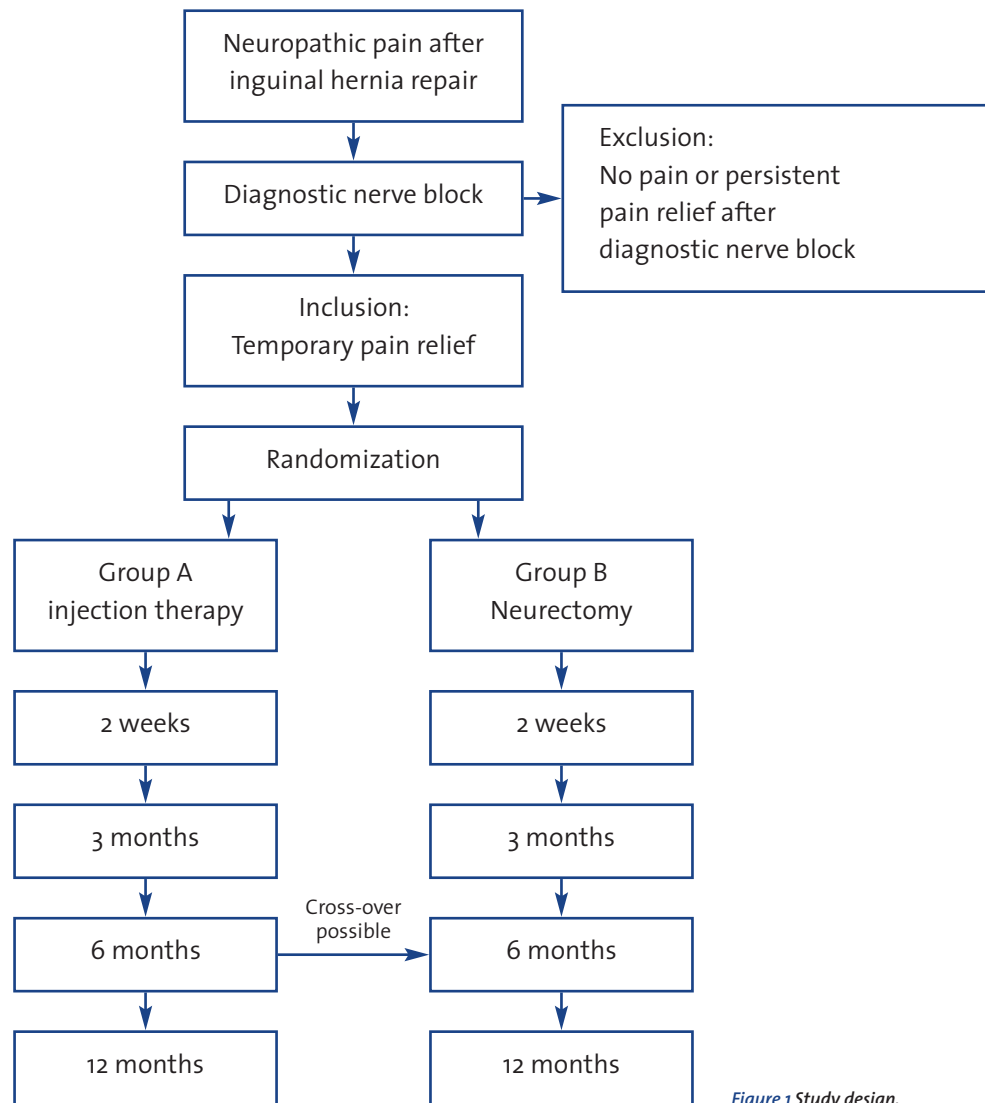 Neuropathic pain after
inguinal hernia repair
Diagnostic nerve block
Exclusion:
No pain or persistent
pain relief after
diagnostic nerve block
Inclusion:
Temporary pain relief
Randomization
Group A
injection therapy
Group B
Neurectomy
2 weeks
2 weeks
3 months
3 months
Cross-over
possible
6 months
6 months
12 months
12 months
Figure 1 Study design.